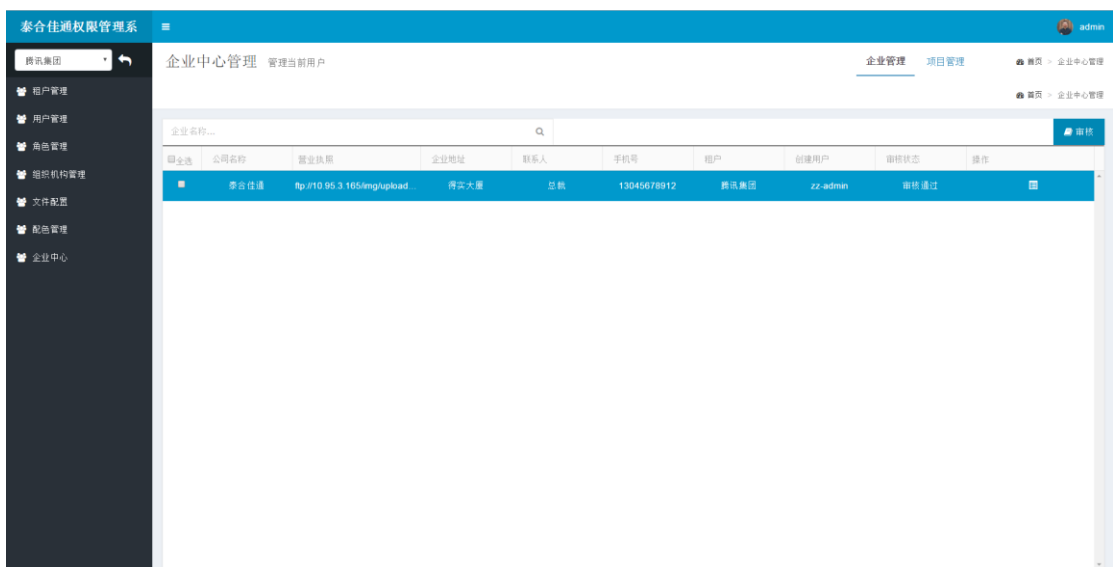 泰合佳通权限管理系
admin
腾讯集团
企业中心管理 管理当前用户
企业管理 项目管理
首页 > 企业中心管理
首页 > 企业中心管理
租户管理
用户管理
角色管理
组织机构管理
文件配置
配色管理
企业中心
企业名称...
审核
全选 公司名称 营业执照 企业地址 联系人 手机号 租户 创建用户 审核状态 操作
泰合佳通 ftp://10.95.3.165/img/upload... 得实大厦 总裁 13045678912 腾讯集团 zz-admin 审核通过